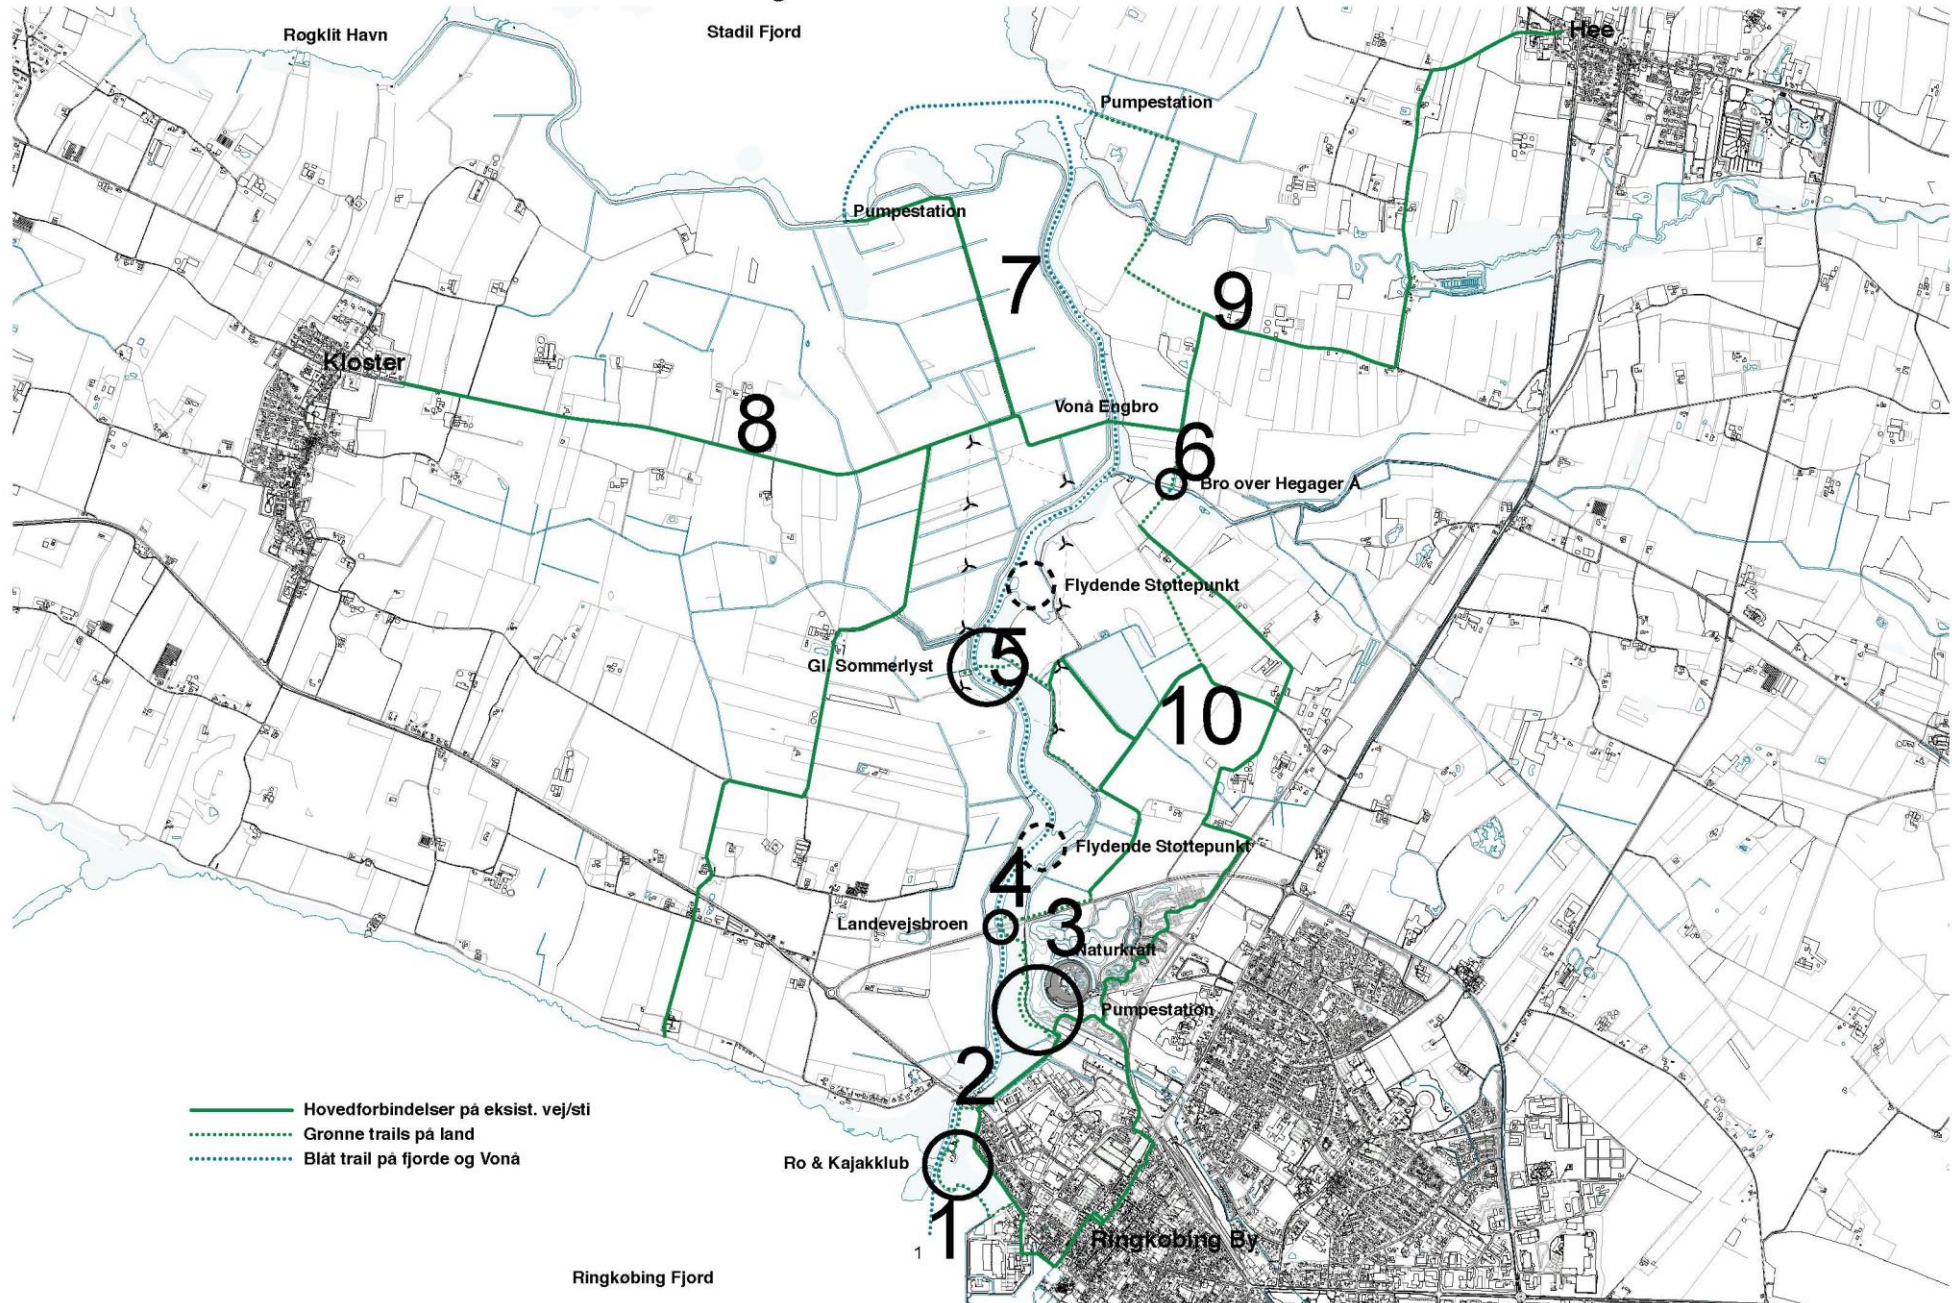 Røgklit Havn
Stadil Fjord
Hee
Pumpestation
Pumpestation
7
9
Kloster
8
Vonå Engbro
6
Bro over Hegager Å
Flydende Støttepunkt
5
Gl. Sommerlyst
10
Flydende Støttepunkt
4
3
Landevejsbroen
Naturkraft
Pumpestation
2
Hovedforbindelser på eksist. vej/sti
Grønne trails på land
Blåt trail på fjorde og Vonå
Ro & Kajakklub
1
1
Ringkøbing By
Ringkøbing Fjord